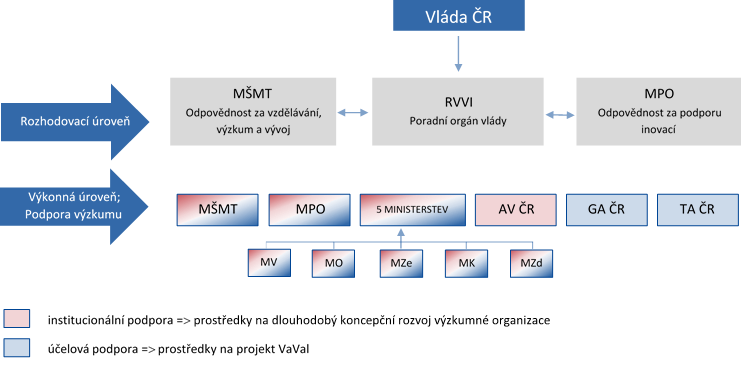 Vláda ČR
Rozhodovací úroveň
MŠMT
Odpovědnost za vzdělávání,
výzkum a vývoj
RVVI
Poradní orgán vlády
MPO
Odpovědnost za podporu
inovací
Výkonná úroveň;
Podpora výzkumu
MŠMT
MPO
5 MINISTERSTEV
AV ČR
GA ČR
TA ČR
MV
MO
MZe
MK
MZd
institucionální podpora => prostředky na dlouhodobý koncepční rozvoj výzkumné organizace
účelová podpora => prostředky na projekt VaVal